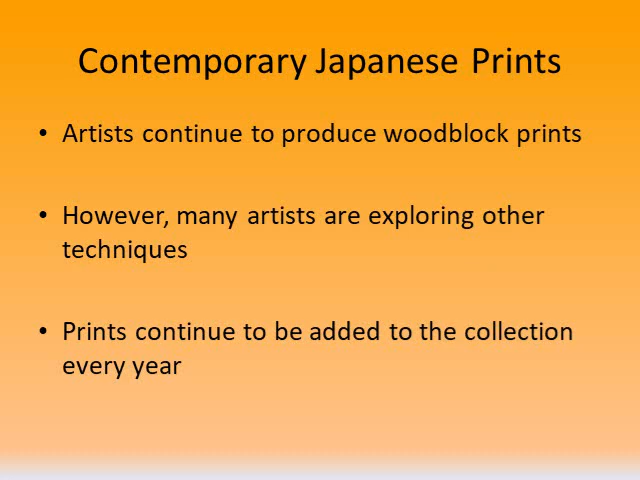 Contemporary Japanese Prints
• Artists continue to produce woodblock prints
• However, many artists are exploring other
techniques
• Prints continue to be added to the collection
every year